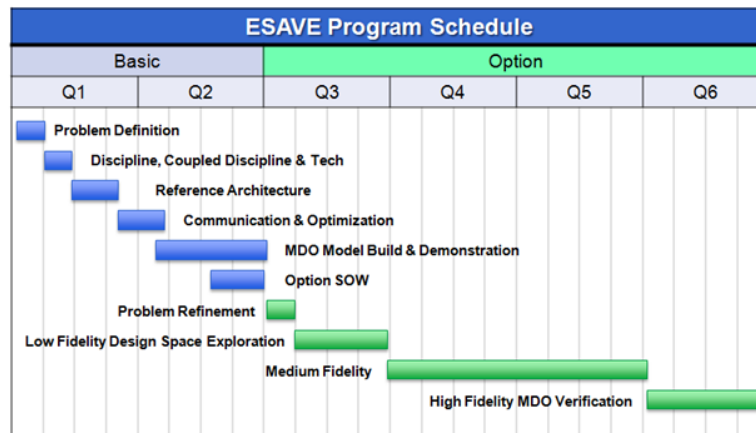 ESAVE Program Schedule
Basic Option
Q1 Q2 Q3 Q4 Q5 Q6
Problem Definition
Discipline, Coupled Discipline & Tech
Reference Architecture
Communication & Optimization
MDO Model Build & Demonstration
Option SOW
Problem Refinement
Low Fidelity Design Space Exploration
Medium Fidelity
High Fidelity MDO Verification